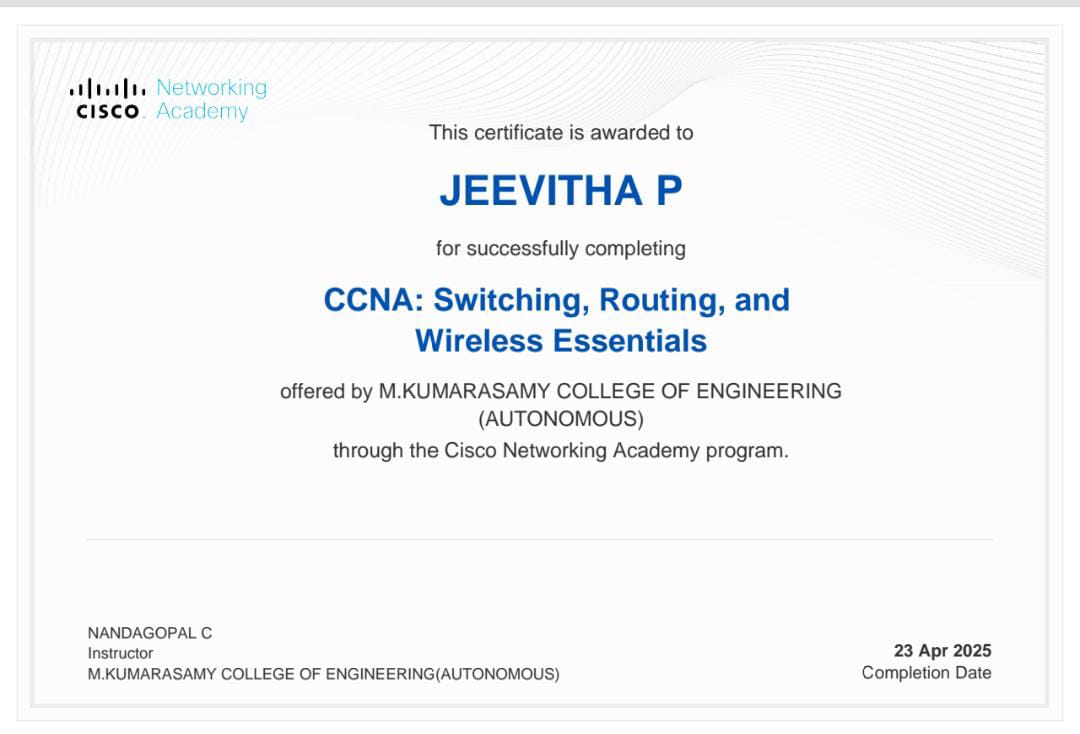 Networking
CISCO. Academy
This certificate is awarded to
JEEVITHA P
for successfully completing
CCNA: Switching, Routing, and
Wireless Essentials
offered by M.KUMARASAMY COLLEGE OF ENGINEERING
(AUTONOMOUS)
through the Cisco Networking Academy program.
NANDAGOPAL C
Instructor
M.KUMARASAMY COLLEGE OF ENGINEERING(AUTONOMOUS)
23 Apr 2025
Completion Date